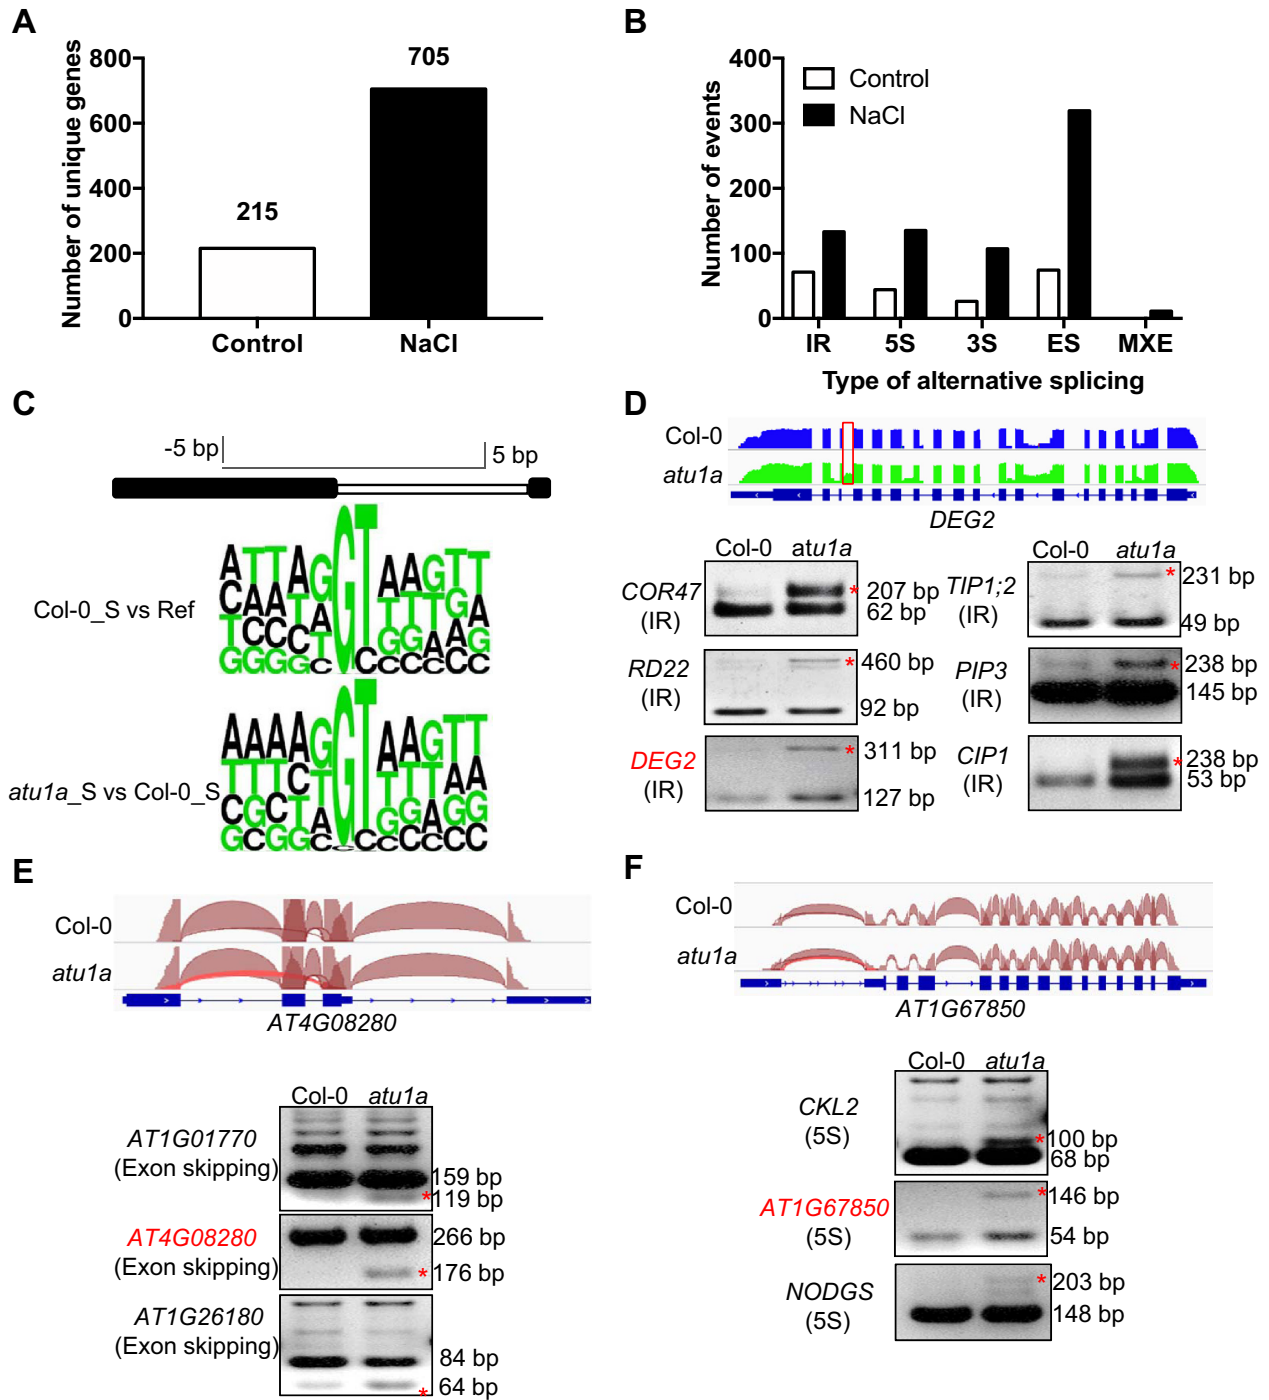 A
Number of unique genes
800
600
400
200
0
215
705
Control
NaCl
B
Number of events
400
300
200
100
0
Control
NaCl
IR 5S 3S ES MXE
Type of alternative splicing
C
-5 bp
5 bp
Col-0_S vs Ref
atu1a_S vs Col-0_S
D
Col-0
atu1a
DEG2
Col-0 atu1a
COR47
(IR)
207 bp
62 bp
RD22
(IR)
460 bp
92 bp
DEG2
(IR)
311 bp
127 bp
Col-0 atu1a
TIP1;2
(IR)
231 bp
49 bp
PIP3
(IR)
238 bp
145 bp
CIP1
(IR)
238 bp
53 bp
E
Col-0
atu1a
AT4G08280
Col-0 atu1a
AT1G01770
(Exon skipping)
159 bp
119 bp
AT4G08280
(Exon skipping)
266 bp
176 bp
AT1G26180
(Exon skipping)
84 bp
64 bp
F
Col-0
atu1a
AT1G67850
Col-0 atu1a
CKL2
(5S)
100 bp
68 bp
AT1G67850
(5S)
146 bp
54 bp
NODGS
(5S)
203 bp
148 bp